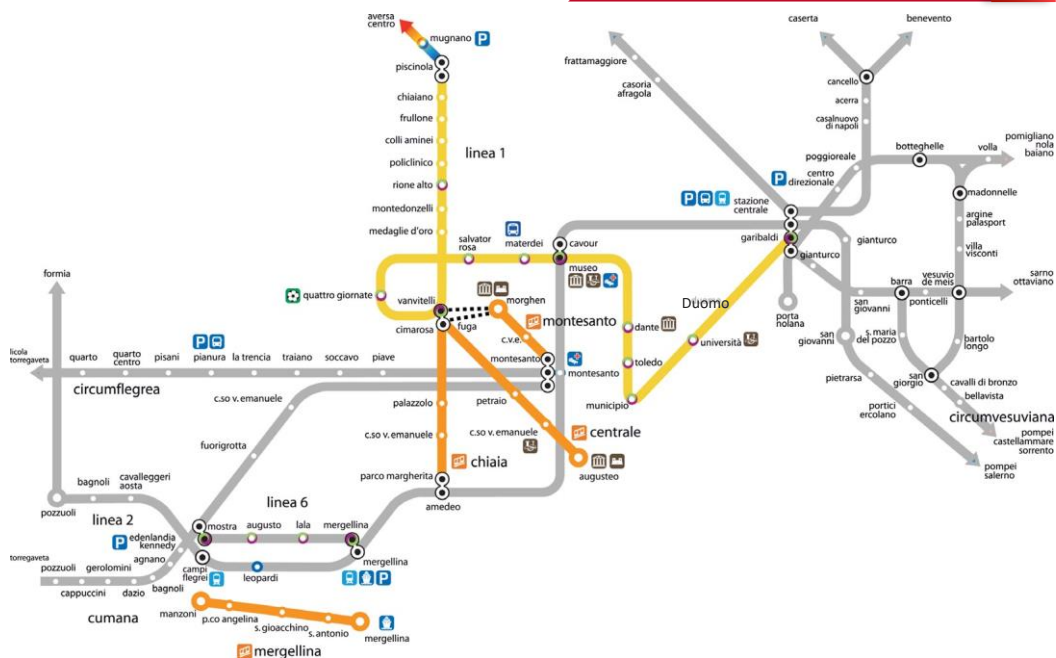 aversa
centro
mugnano
P
piscinola
chiaiano
frullone
colli aminei
policlinico
linea 1
rione alto
montedonzelli
medaglie d'oro
salvator
rosa
materdei
cavour
museo
quattro giornate
vanvitelli
cimarosa
fuga
morghen
montesanto
c.v.e.
montesanto
montesanto
dante
toledo
municipio
università
Duomo
frattamaggiore
casoria
afragola
caserta
benevento
cancello
acerra
casalnuovo
di napoli
poggioreale
botteghelle
volla
pomigliano
nola
baiano
P
centro
direzionale
P
stazione
centrale
garibaldi
gianturco
gianturco
madonnelle
argine
palasport
villa
visconti
vesuvio
de meis
barra
ponticelli
sarno
ottaviano
san
giovanni
porta
nolana
san
giovanni
s. maria
del pozzo
bartolo
longo
san
giorgio
cavalli di bronzo
bellavista
circumvesuviana
pompei
castellammare
sorrento
pietrarsa
portici
ercolano
pompei
salerno
formia
licola
torregaveta
quarto
quarto
centro
pisani
P
pianura
la trencia
traiano
soccavo
piave
circumflegrea
c.so v. emanuele
fuorigrotta
palazzolo
petraio
c.so v. emanuele
c.so v. emanuele
centrale
augusteo
chiaia
parco margherita
amedeo
bagnoli
cavalleggeri
aosta
pozzuoli
linea 2
linea 6
mostra
augusto
lala
mergellina
P
edenlandia
kennedy
agnano
campi
flegrei
leopardi
mergellina
P
torregaveta
pozzuoli
gerolomini
bagnoli
cappuccini
dazio
cumana
manzoni
p.co angelina
s. gioacchino
s. antonio
mergellina
mergellina